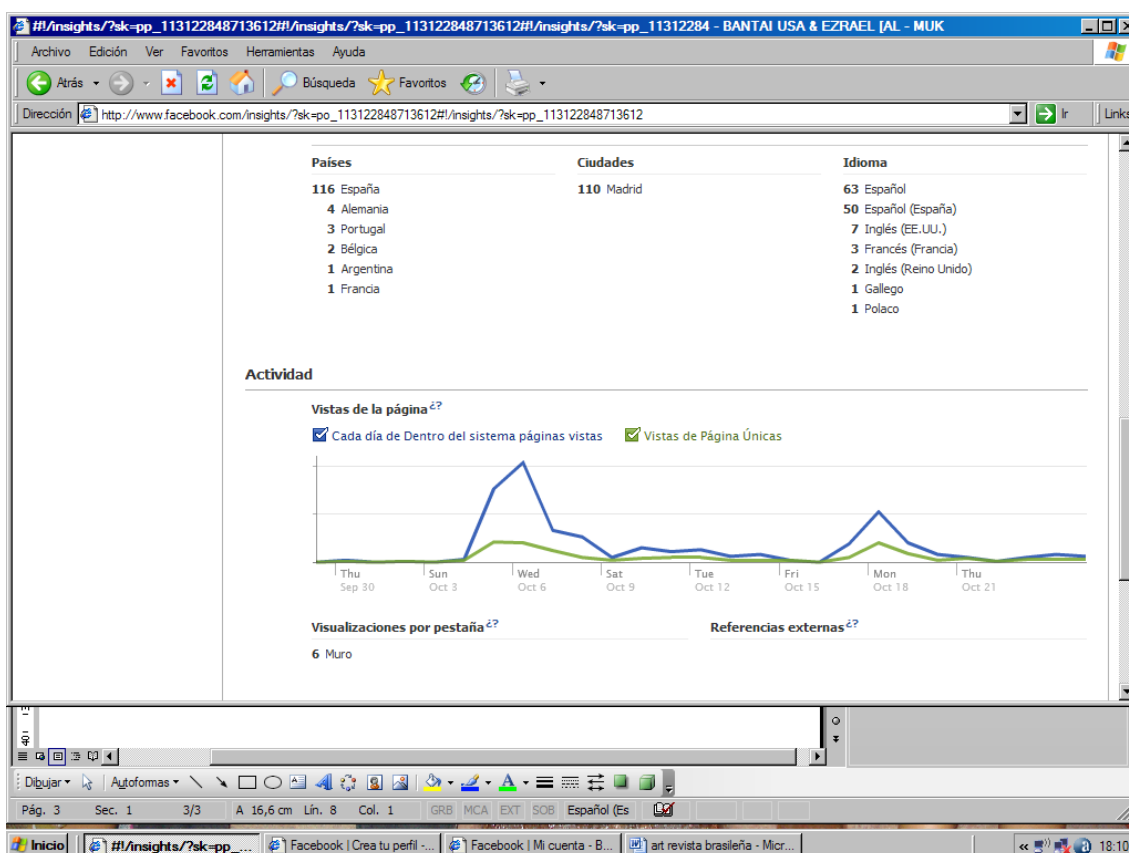 #!/insights/?sk=pp_113122848713612#!/insights/?sk=pp_113122848713612#!/insights/?sk=pp_11312284 - BANTAI USA & EZRAEL [AL - MUK
Archivo Edición Ver Favoritos Herramientas Ayuda
Atrás Búsqueda Favoritos
Dirección http://www.facebook.com/insights/?sk=po_113122848713612#!/insights/?sk=pp_113122848713612 Ir Links
Países Ciudades Idioma
116 España 110 Madrid 63 Español
4 Alemania 50 Español (España)
3 Portugal 7 Inglés (EE.UU.)
2 Bélgica 3 Francés (Francia)
1 Argentina 2 Inglés (Reino Unido)
1 Francia 1 Gallego
1 Polaco
Actividad
Vistas de la página ¿?
Cada día de Dentro del sistema páginas vistas Vistas de Página Únicas
Thu Sun Wed Sat Tue Fri Mon Thu
Sep 30 Oct 3 Oct 6 Oct 9 Oct 12 Oct 15 Oct 18 Oct 21
Visualizaciones por pestaña ¿? Referencias externas ¿?
6 Muro
Dibujar Autoformas
Pág. 3 Sec. 1 3/3 A 16,6 cm Lín. 8 Col. 1 GRB MCA EXT SOB Español (Es
Inicio #!/insights/?sk=pp_... Facebook | Crea tu perfil -... Facebook | Mi cuenta - B... art revista brasileña - Micr... « 18:10